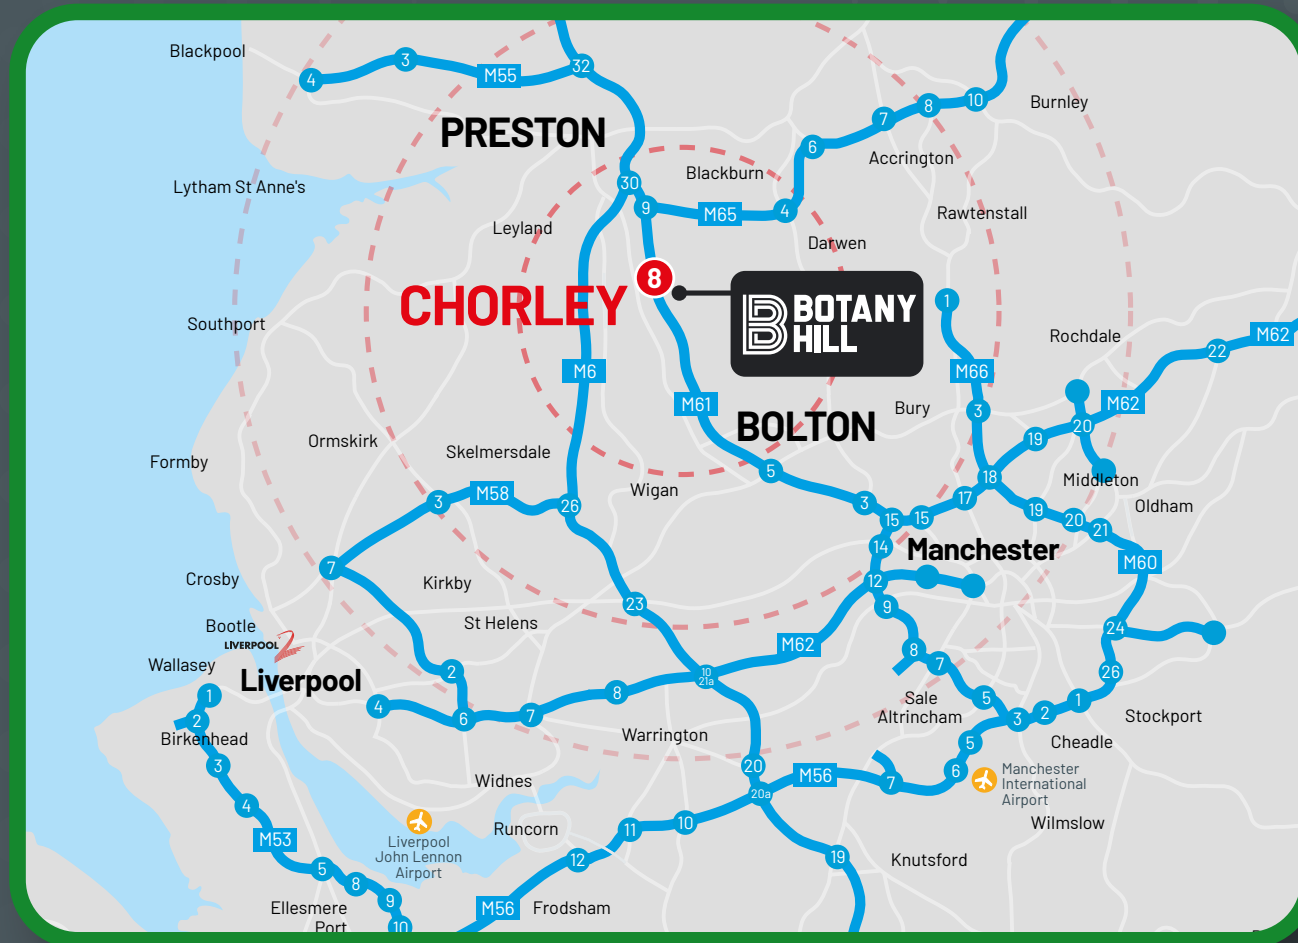 Blackpool
3
4
M55
32
10
Burnley
8
7
PRESTON
6
Accrington
Blackburn
30
Lytham St Anne's
9
M65
4
Rawtenstall
Leyland
Darwen
8
CHORLEY
BOTANY
HILL
1
Southport
Rochdale
M62
22
M6
M66
M61
M62
Bury
3
BOLTON
20
19
Ormskirk
Skelmersdale
Formby
5
18
Middleton
Wigan
M58
3
26
3
17
Oldham
19
15
15
20
21
14
Manchester
M60
7
Crosby
Kirkby
12
23
9
Bootle
St Helens
24
LIVERPOOL
2
M62
8
Wallasey
7
2
10
21a
26
Liverpool
1
8
Sale
5
1
4
Altrincham
2
6
7
3
2
Stockport
Birkenhead
Warrington
5
Cheadle
3
20
6
Manchester
International
Airport
M56
7
Widnes
20a
4
Liverpool
John Lennon
Airport
Runcorn
11
10
Wilmslow
M53
12
19
Knutsford
5
8
9
Ellesmere
Port
M56
Frodsham
10